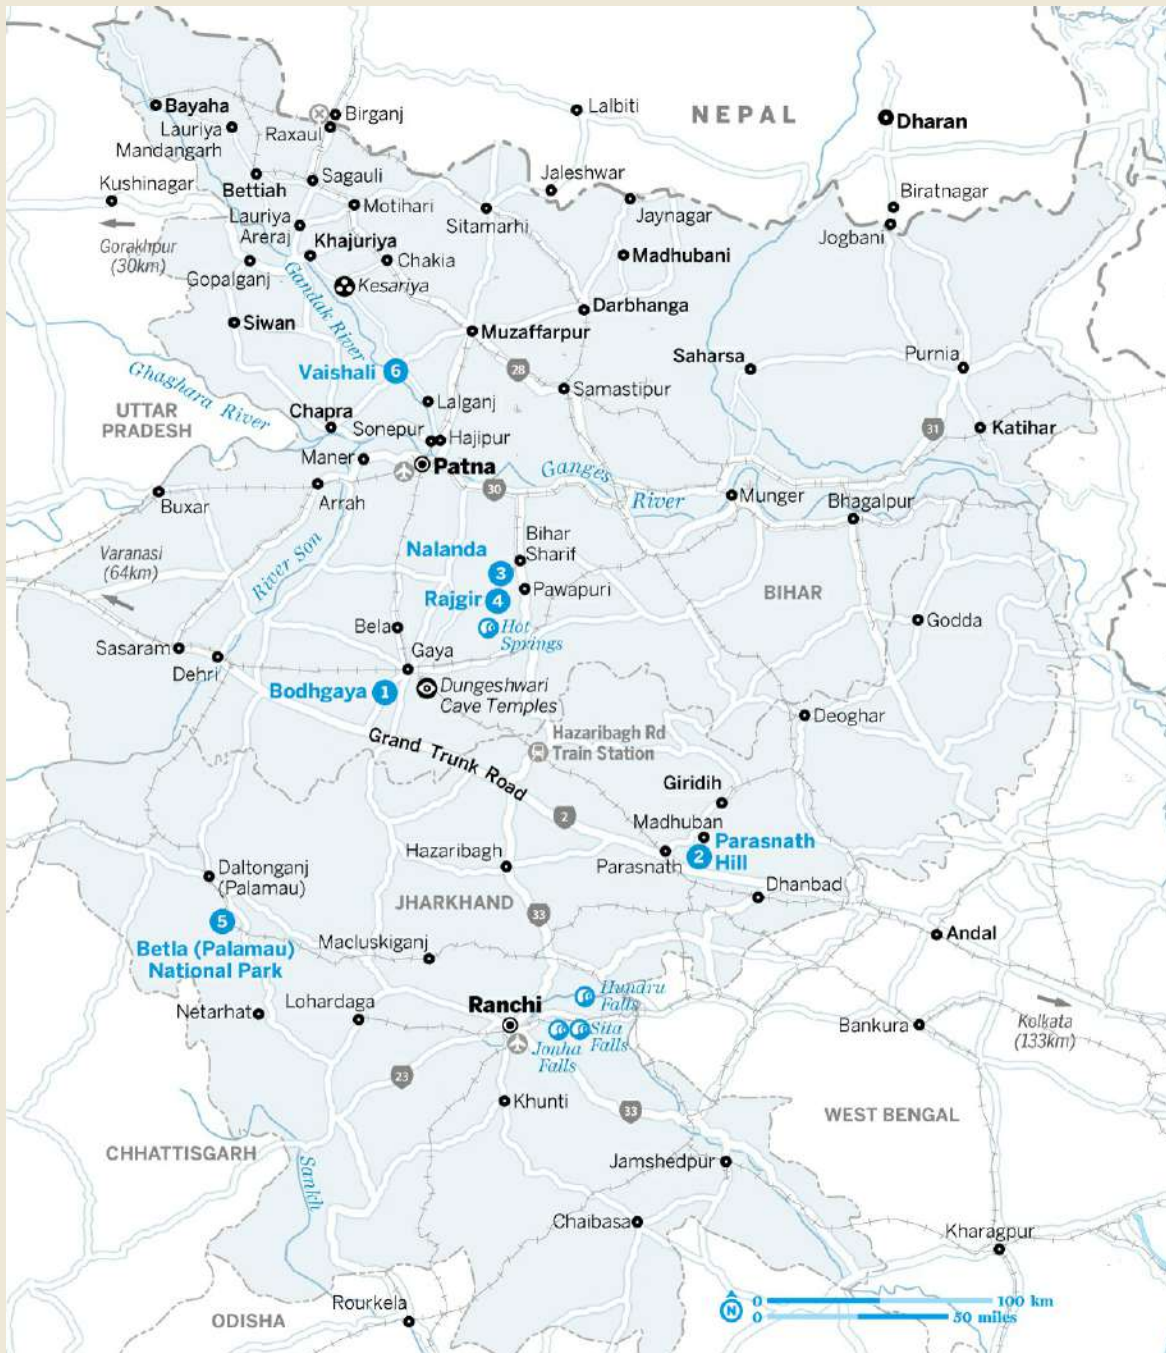 Bayaha
Lauriya
Mandangarh
Birganj
Raxaul
Lalbiti
NEPAL
Dharan
Kushinagar
Bettiah
Sagauli
Motihari
Sitamarhi
Jaleshwar
Jaynagar
Biratnagar
Jogbani
Gorakhpur
(30km)
Lauriya
Areraj
Khajuriya
Chakia
Madhubani
Gopalganj
Gandak River
Kesariya
Siwan
Muzaffarpur
Darbhanga
Saharsa
Purnia
Vaishali 6
28
Samastipur
Ghaghara River
UTTAR
PRADESH
Chapra
Lalganj
Sonepur
Hajipur
31
Katihar
Maner
Patna
Ganges
River
Buxar
Arrah
30
Munger
Bhagalpur
Varanasi
(64km)
River Son
Nalanda
3
Bihar
Sharif
Rajgir 4
Pawapuri
BIHAR
Hot
Springs
Godda
Bela
Sasaram
Dehri
Gaya
Bodhgaya 1
Dungeshwari
Cave Temples
Deoghar
Grand Trunk Road
Hazaribagh Rd
Train Station
2
Giridih
Madhuban
Parasnath
2
Parasnath
Hill
Hazaribagh
Daltonganj
(Palamau)
Dhanbad
JHARKHAND
33
5
Betla (Palamau)
National Park
Macluskiganj
Andal
Netarhat
Lohardaga
Ranchi
Hundru
Falls
Sita
Falls
Jonha
Falls
Bankura
Kolkata
(133km)
23
Khunti
33
WEST BENGAL
CHHATTISGARH
Sankh
Jamshedpur
Chaibasa
Kharagpur
Rourkela
ODISHA
N
0 100 km
0 50 miles